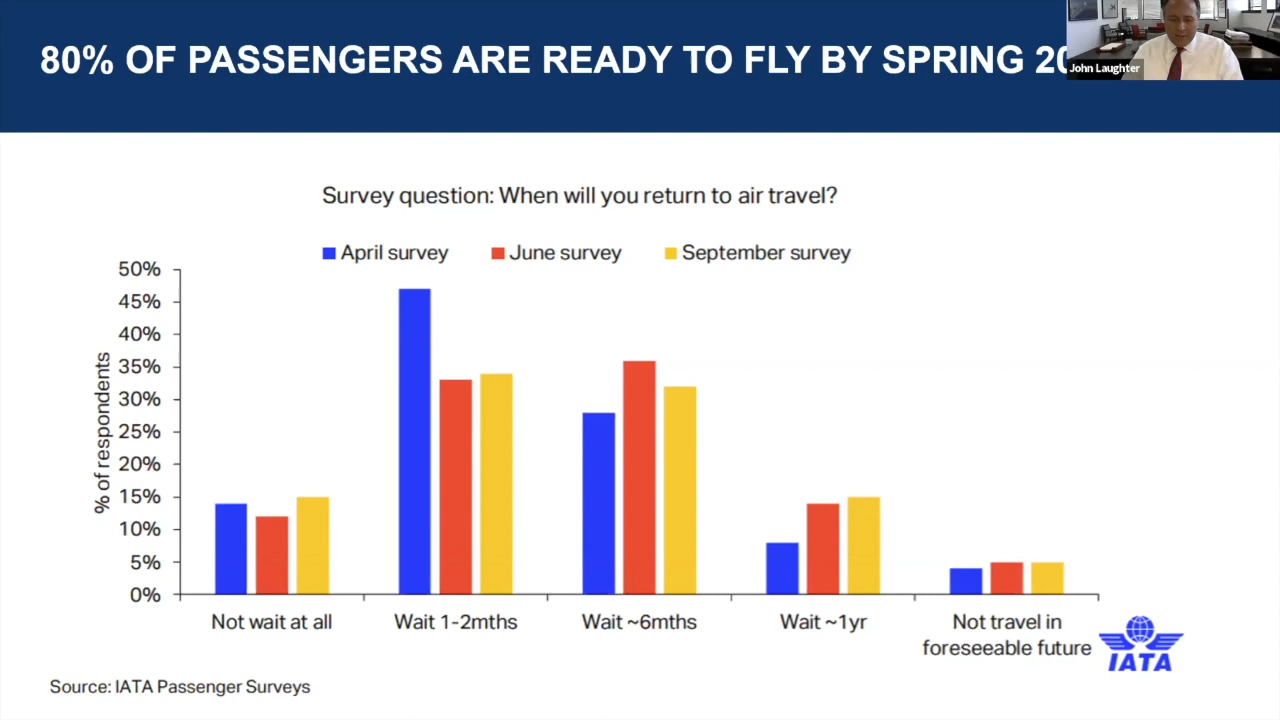 80% OF PASSENGERS ARE READY TO FLY BY SPRING 20
John Laughter
Survey question: When will you return to air travel?
April survey
June survey
September survey
50%
45%
40%
35%
30%
25%
20%
15%
10%
5%
0%
% of respondents
Not wait at all
Wait 1-2mths
Wait ~6mths
Wait ~1yr
Not travel in
foreseeable future
IATA
Source: IATA Passenger Surveys